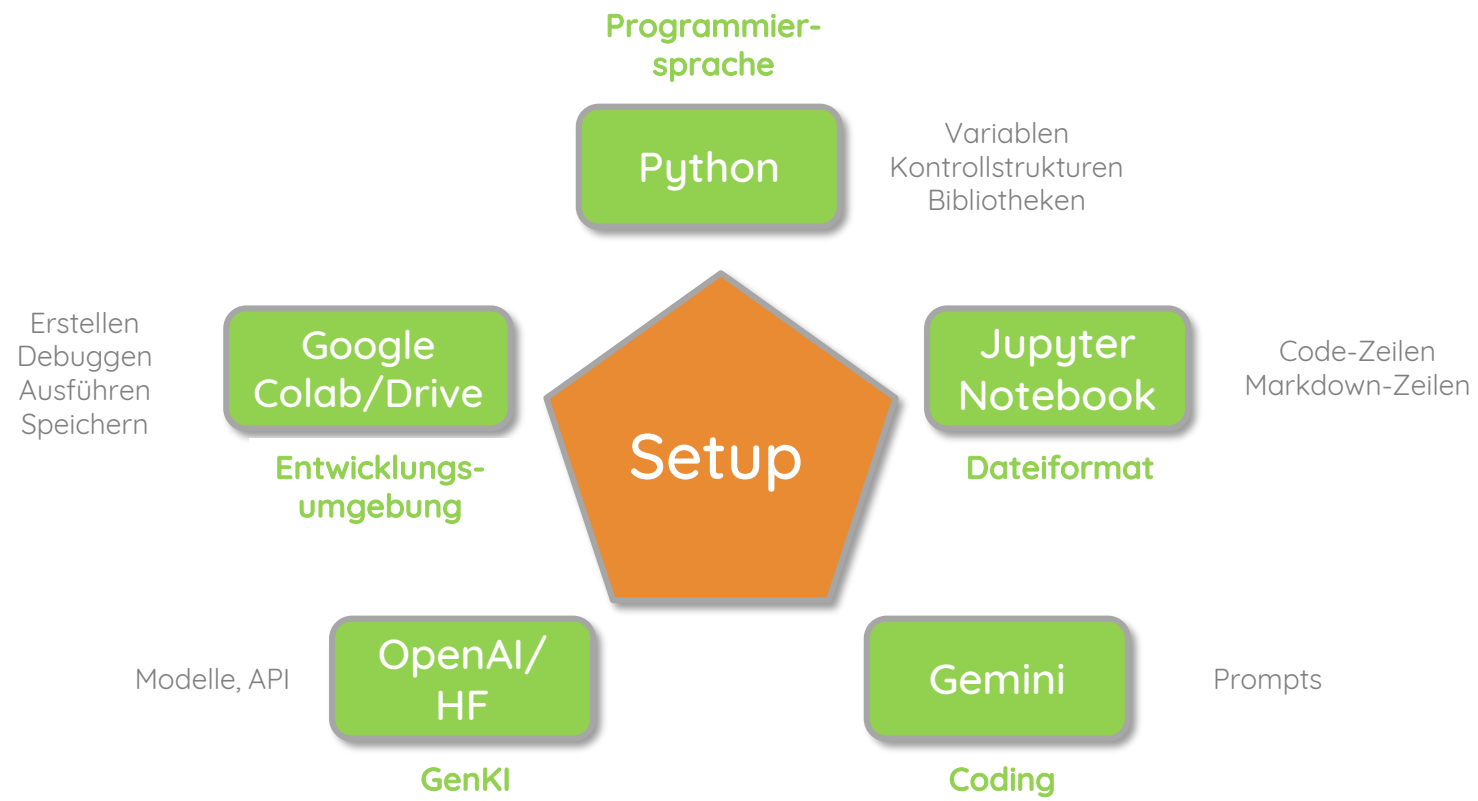 Programmier-
sprache
Python
Variablen
Kontrollstrukturen
Bibliotheken
Erstellen
Debuggen
Ausführen
Speichern
Google
Colab/Drive
Entwicklungs-
umgebung
Setup
Jupyter
Notebook
Dateiformat
Code-Zeilen
Markdown-Zeilen
Modelle, API
OpenAI/
HF
GenKI
Gemini
Coding
Prompts